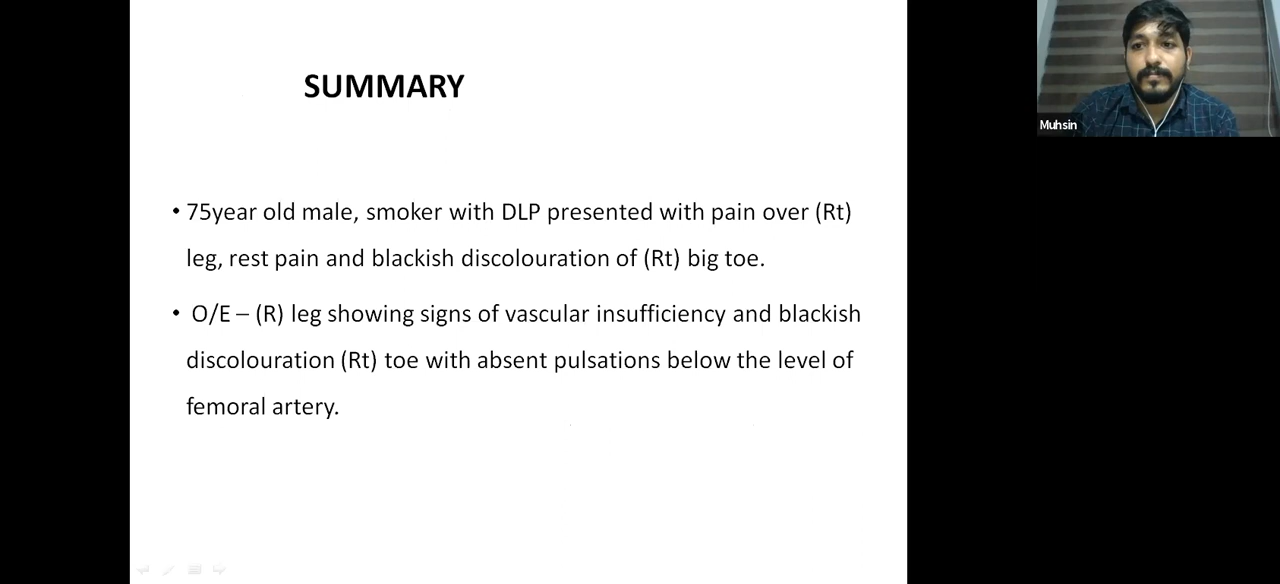 SUMMARY
• 75year old male, smoker with DLP presented with pain over (Rt)
leg, rest pain and blackish discolouration of (Rt) big toe.
• O/E – (R) leg showing signs of vascular insufficiency and blackish
discolouration (Rt) toe with absent pulsations below the level of
femoral artery.
Muhsin